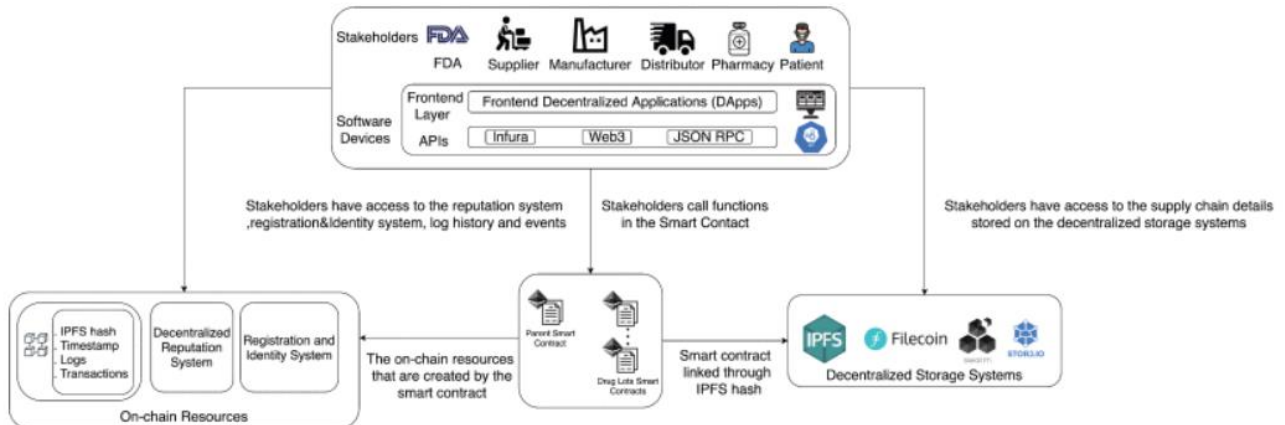 Stakeholders
FDA
FDA
Supplier
Manufacturer
Distributor
Pharmacy
Patient
Software
Devices
Frontend
Layer
Frontend Decentralized Applications (DApps)
APIs
Infura
Web3
JSON RPC
Stakeholders have access to the reputation system
,registration&Identity system, log history and events
Stakeholders call functions
in the Smart Contact
Stakeholders have access to the supply chain details
stored on the decentralized storage systems
IPFS hash
Timestamp
Logs
Transactions
Decentralized
Reputation
System
Registration and
Identity System
On-chain Resources
The on-chain resources
that are created by the
smart contract
Parent Smart
Contract
Drug Lots Smart
Contracts
Smart contract
linked through
IPFS hash
IPFS
Filecoin
STORJ.IO
Decentralized Storage Systems